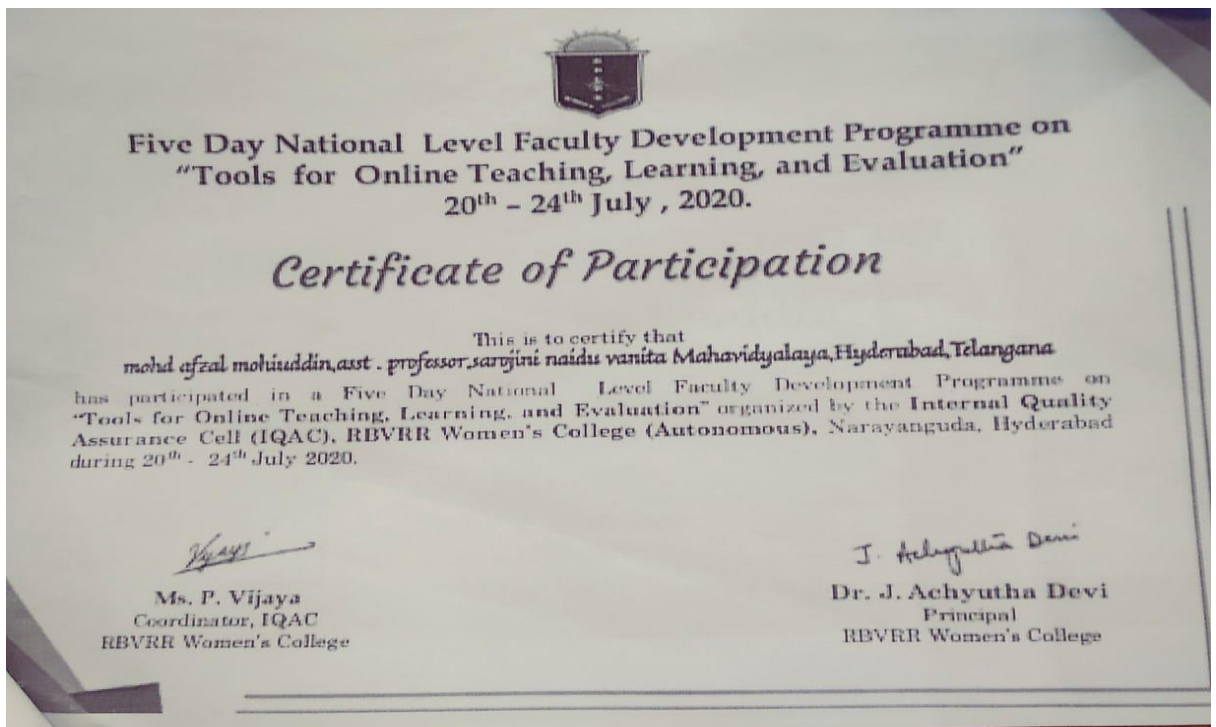 Five Day National Level Faculty Development Programme on
"Tools for Online Teaching, Learning, and Evaluation"
20th – 24th July , 2020.
Certificate of Participation
This is to certify that
mohd afzal mohiuddin,asst . professor,sarojini naidu vanita Mahavidyalaya,Hyderabad,Telangana
has participated in a Five Day National Level Faculty Development Programme on
"Tools for Online Teaching, Learning, and Evaluation" organized by the Internal Quality
Assurance Cell (IQAC), RBVRR Women's College (Autonomous), Narayanguda, Hyderabad
during 20th - 24th July 2020.
Vijaya
Ms. P. Vijaya
Coordinator, IQAC
RBVRR Women's College
J. Achyutha Devi
Dr. J. Achyutha Devi
Principal
RBVRR Women's College